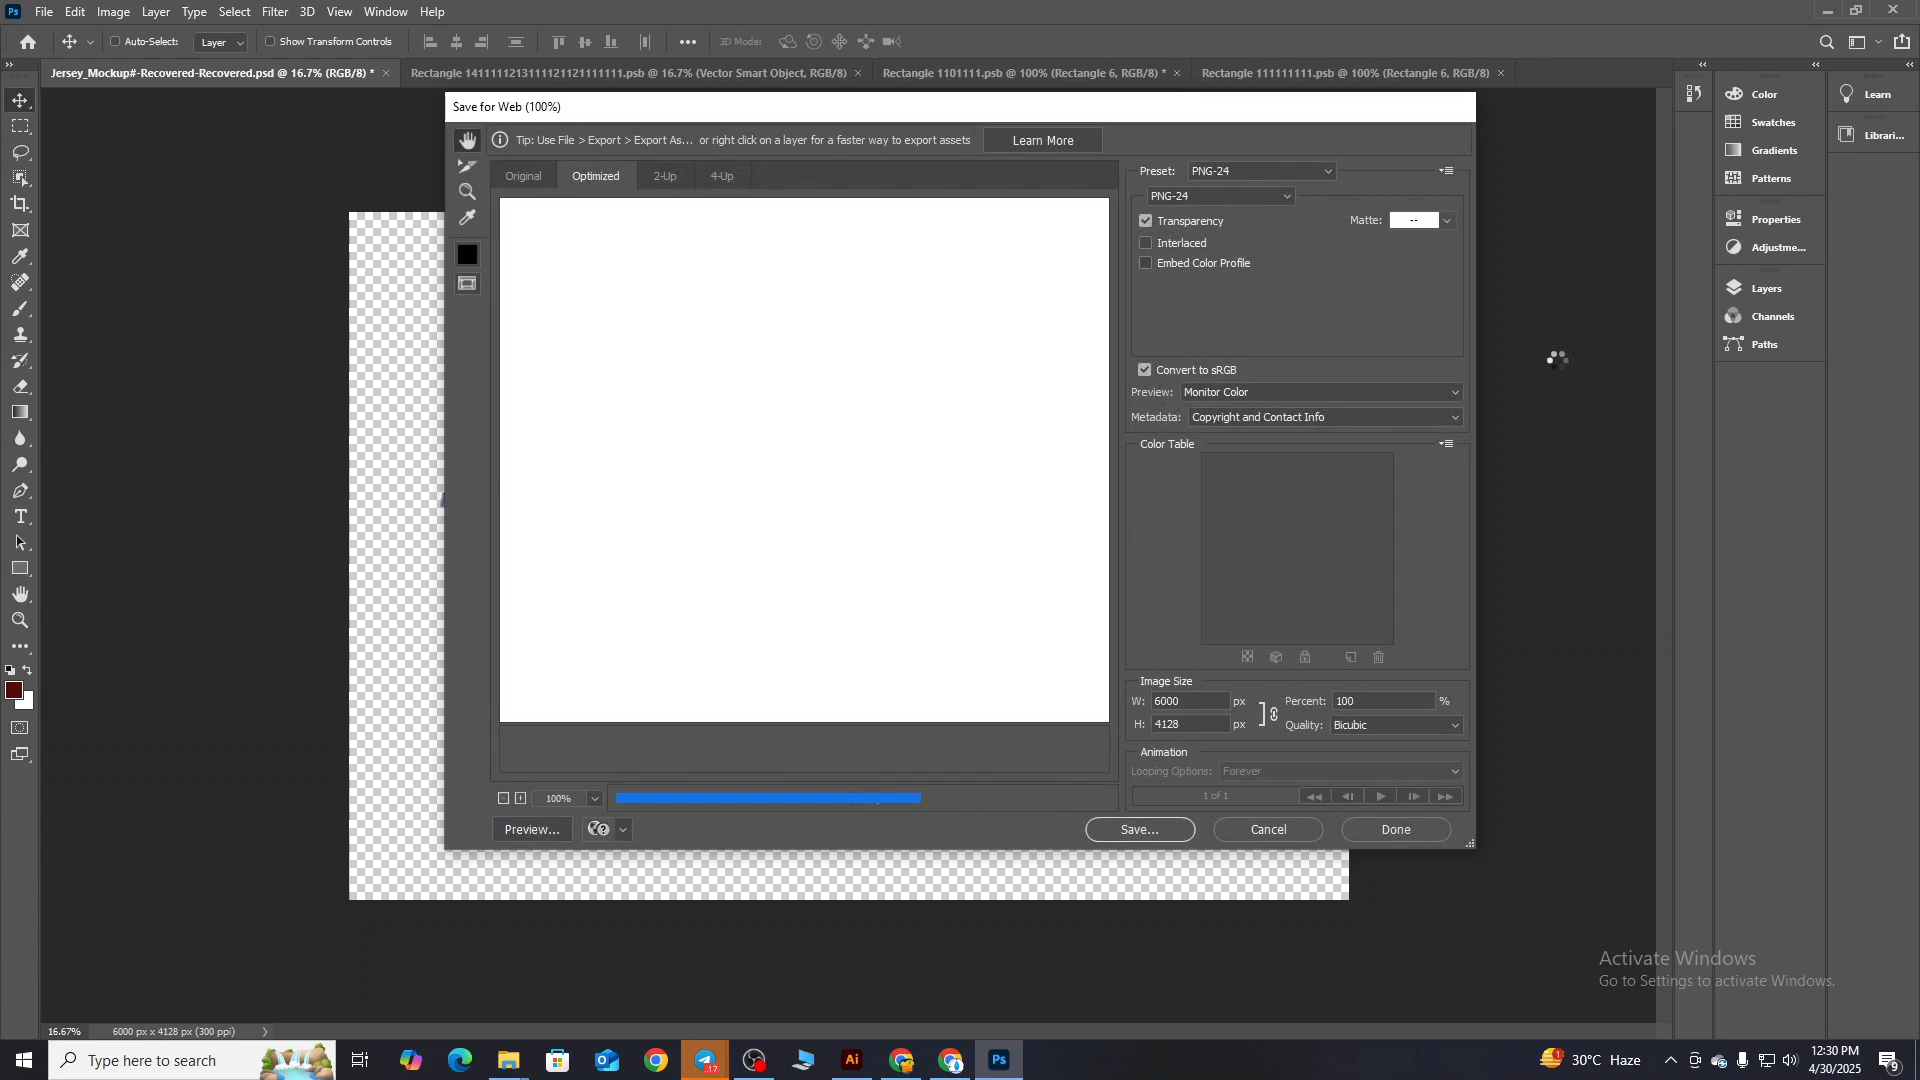 File Edit Image Layer Type Select Filter 3D View Window Help
Auto-Select: Layer Show Transform Controls 3D Mode:
Jersey_Mockup#-Recovered-Recovered.psd @ 16.7% (RGB/8) * Rectangle 1411111213111121121111111.psb @ 16.7% (Vector Smart Object, RGB/8) Rectangle 1101111.psb @ 100% (Rectangle 6, RGB/8) * Rectangle 111111111.psb @ 100% (Rectangle 6, RGB/8)
Save for Web (100%)
Tip: Use File > Export > Export As... or right click on a layer for a faster way to export assets Learn More
Original Optimized 2-Up 4-Up
Preset: PNG-24
PNG-24
Transparency Matte: --
Interlaced
Embed Color Profile
Convert to sRGB
Preview: Monitor Color
Metadata: Copyright and Contact Info
Color Table
Image Size
W: 6000 px Percent: 100 %
H: 4128 px Quality: Bicubic
Animation
Looping Options: Forever
1 of 1
100%
Preview... Save... Cancel Done
Color
Swatches
Gradients
Patterns
Properties
Adjustme...
Layers
Channels
Paths
Learn
Librari...
Activate Windows
Go to Settings to activate Windows.
16.67% 6000 px x 4128 px (300 ppi)
Type here to search
17
30°C Haze
12:30 PM
4/30/2025
9